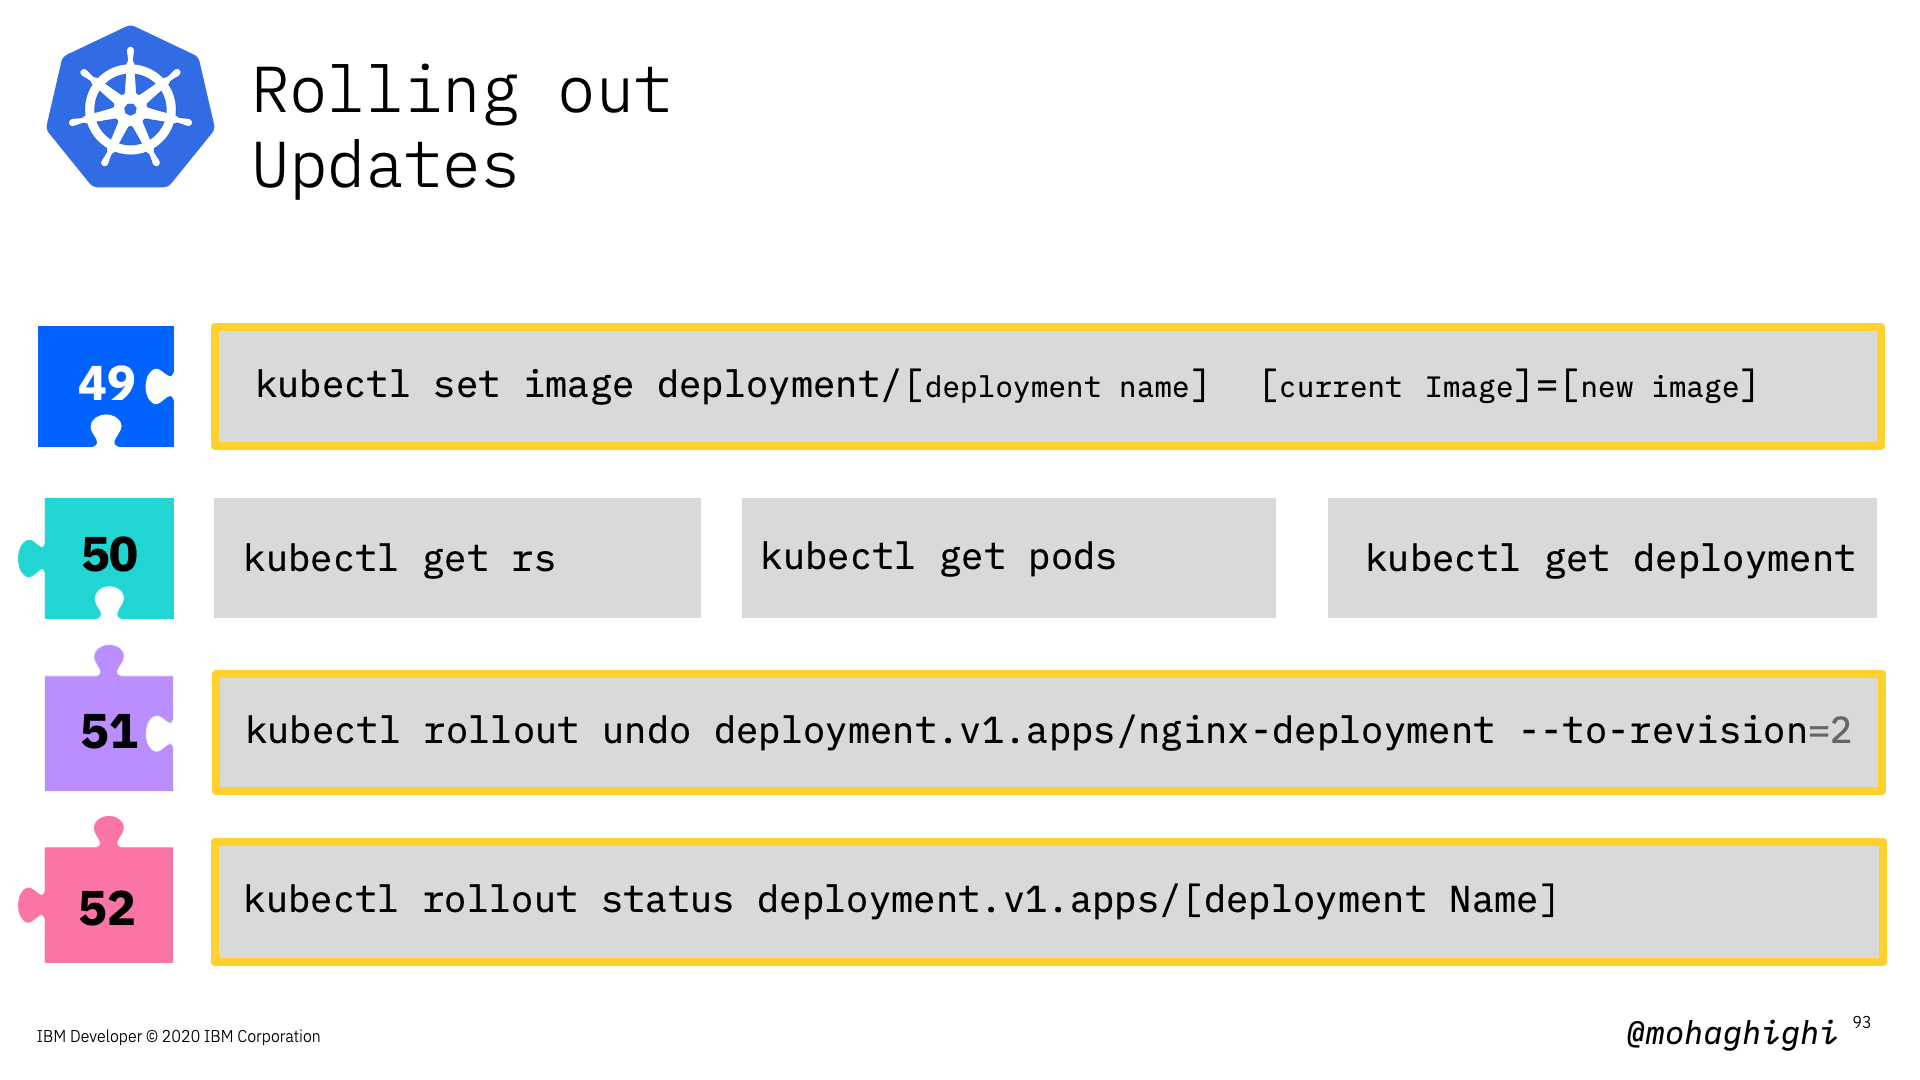 Rolling out
Updates
49
kubectl set image deployment/[deployment name] [current Image]=[new image]
50
kubectl get rs
kubectl get pods
kubectl get deployment
51
kubectl rollout undo deployment.v1.apps/nginx-deployment --to-revision=2
52
kubectl rollout status deployment.v1.apps/[deployment Name]
IBM Developer © 2020 IBM Corporation
@mohaghighi
93